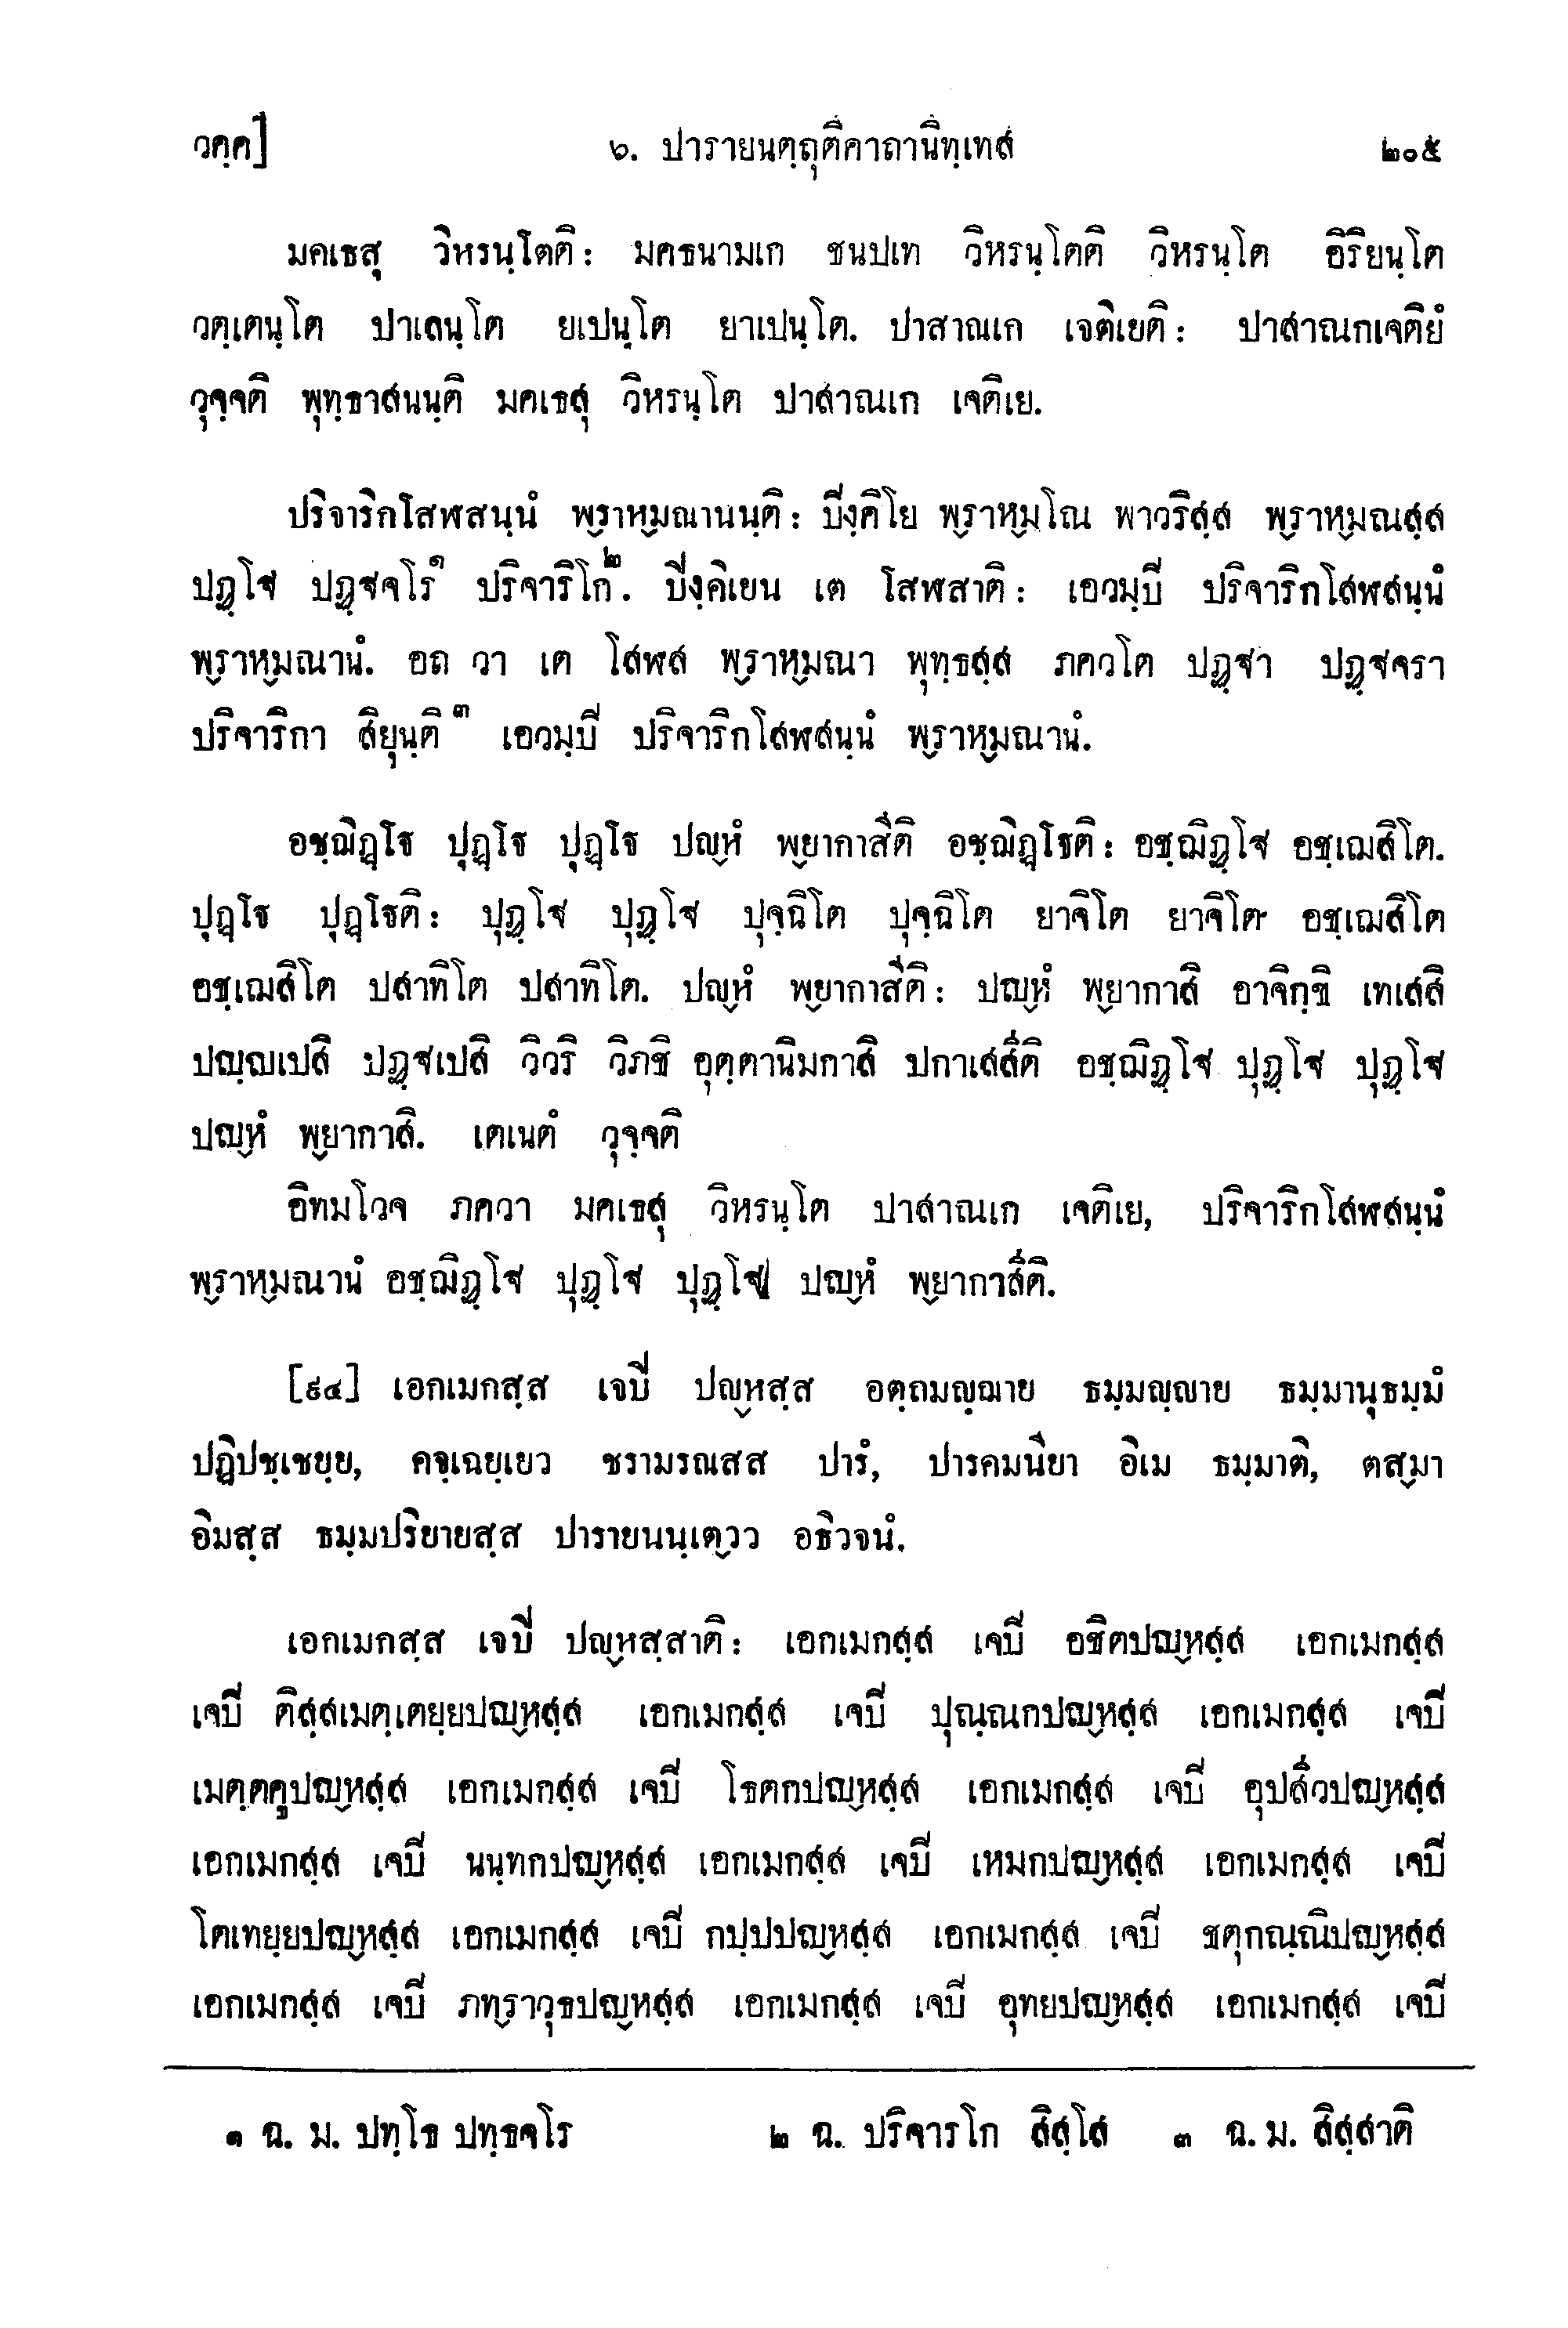 วคฺค]	๖. ปารายนตฺถุติคาถานิทฺเทส	๒๐๕
มคเธสุ วิหรนฺโตติ: มคธนามเก ชนปเท วิหรนฺโตติ วิหรนฺโต อิริยนฺโต
วตฺเตนฺโต ปาเลนฺโต ยเปนฺโต ยาเปนฺโต. ปาสาณเก เจติเยติ: ปาสาณกเจติยํ
วุจฺจติ พุทฺธาสนนฺติ มคเธสุ วิหรนฺโต ปาสาณเก เจติเย.
ปริจาริกโสฬสนฺนํ พฺราหฺมณานนฺติ: ปิงฺคิโย พฺราหฺมโณ พาวริสฺส พฺราหฺมณสฺส
ปฏฺโฐ ปฏฺฐจโร๑ ปริจาริโก๒. ปิงฺคิเยน เต โสฬสาติ: เอวมฺปิ ปริจาริกโสฬสนฺนํ
พฺราหฺมณานํ. อถ วา เต โสฬส พฺราหฺมณา พุทฺธสฺส ภควโต ปฏฺฐา ปฏฺฐจรา
ปริจาริกา สิยุนฺติ๓ เอวมฺปิ ปริจาริกโสฬสนฺนํ พฺราหฺมณานํ.
อชฺฌิฏฺโฐ ปุฏฺโฐ ปุฏฺโฐ ปญฺหํ พฺยากาสีติ อชฺฌิฏฺโฐติ: อชฺฌิฏฺโฐ อชฺเฌสิโต.
ปุฏฺโฐ ปุฏฺโฐติ: ปุฏฺโฐ ปุฏฺโฐ ปุจฺฉิโต ปุจฺฉิโต ยาจิโต ยาจิโต อชฺเฌสิโต
อชฺเฌสิโต ปสาทิโต ปสาทิโต. ปญฺหํ พฺยากาสีติ: ปญฺหํ พฺยากาสิ อาจิกฺขิ เทเสสิ
ปญฺญเปสิ ปฏฺฐเปสิ วิวริ วิภชิ อุตฺตานิมกาสิ ปกาเสสีติ อชฺฌิฏฺโฐ ปุฏฺโฐ ปุฏฺโฐ
ปญฺหํ พฺยากาสิ. เตเนตํ วุจฺจติ
อิทมโวจ ภควา มคเธสุ วิหรนฺโต ปาสาณเก เจติเย, ปริจาริกโสฬสนฺนํ
พฺราหฺมณานํ อชฺฌิฏฺโฐ ปุฏฺโฐ ปุฏฺโฐ ปญฺหํ พฺยากาสีติ.
[๙๔] เอกเมกสฺส เจปิ ปญฺหสฺส อตฺถมญฺญาย ธมฺมญฺญาย ธมฺมานุธมฺมํ
ปฏิปชฺเชยฺย, คจฺเฉยฺเยว ชรามรณสส ปารํ, ปารคมนียา อิเม ธมฺมาติ, ตสฺมา
อิมสฺส ธมฺมปริยายสฺส ปารายนนฺเตฺวว อธิวจนํ.
เอกเมกสฺส เจปิ ปญฺหสฺสาติ: เอกเมกสฺส เจปิ อชิตปญฺหสฺส เอกเมกสฺส
เจปิ ติสฺสเมตฺเตยฺยปญฺหสฺส เอกเมกสฺส เจปิ ปุณฺณกปญฺหสฺส เอกเมกสฺส เจปิ
เมตฺตคูปญฺหสฺส เอกเมกสฺส เจปิ โธตกปญฺหสฺส เอกเมกสฺส เจปิ อุปสีวปญฺหสฺส
เอกเมกสฺส เจปิ นนฺทกปญฺหสฺส เอกเมกสฺส เจปิ เหมกปญฺหสฺส เอกเมกสฺส เจปิ
โตเทยฺยปญฺหสฺส เอกเมกสฺส เจปิ กปฺปปญฺหสฺส เอกเมกสฺส เจปิ ชตุกณฺณิปญฺหสฺส
เอกเมกสฺส เจปิ ภทฺราวุธปญฺหสฺส เอกเมกสฺส เจปิ อุทยปญฺหสฺส เอกเมกสฺส เจปิ
๑ ฉ. ม. ปทฺโธ ปทฺธจโร	๒ ฉ. ปริจารโก สิสฺโส	๓ ฉ. ม. สิสฺสาติ